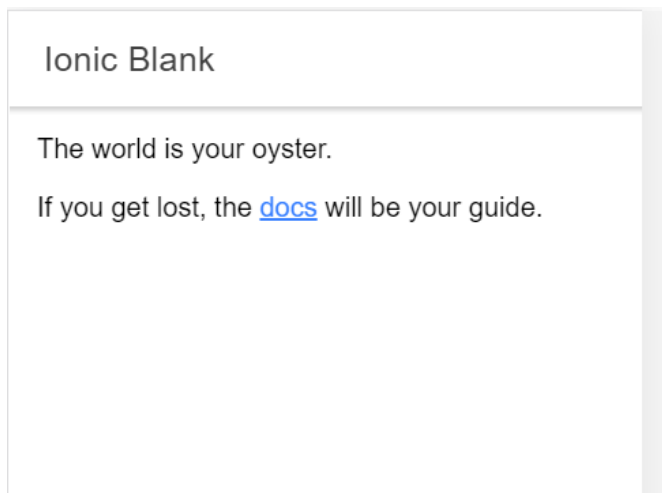 Ionic Blank
The world is your oyster.
If you get lost, the docs will be your guide.